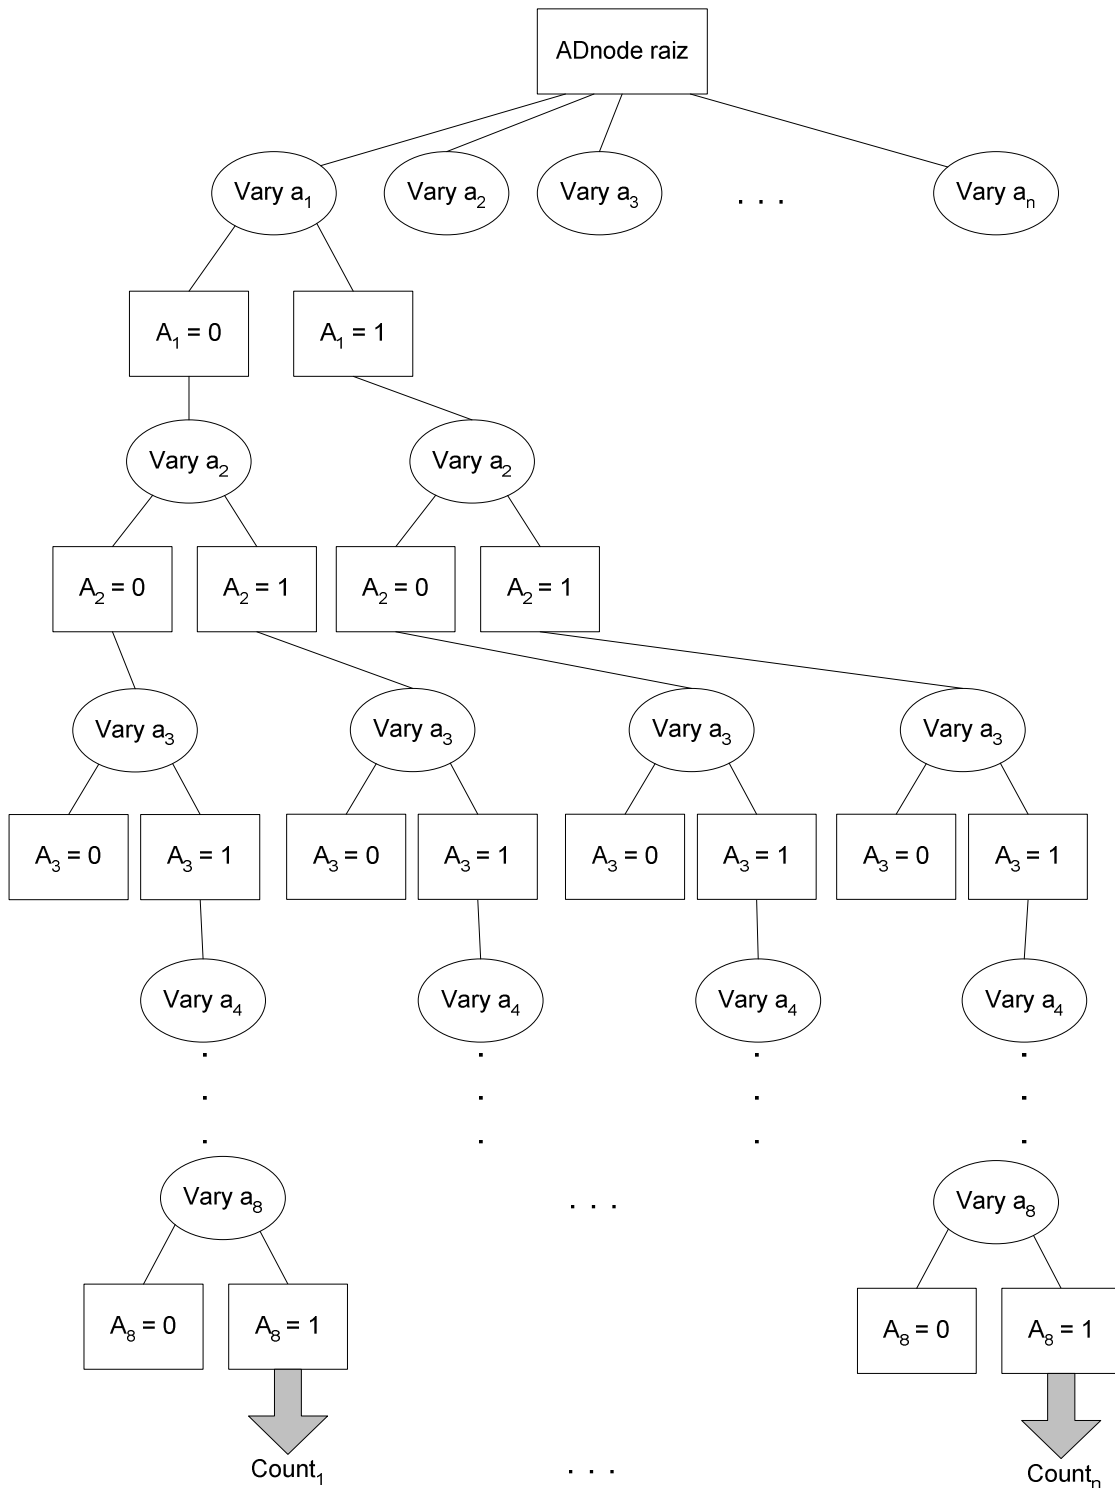 ADnode raiz
Vary a₁ Vary a₂ Vary a₃ . . . Vary aₙ
A₁ = 0 A₁ = 1
Vary a₂ Vary a₂
A₂ = 0 A₂ = 1 A₂ = 0 A₂ = 1
Vary a₃ Vary a₃ Vary a₃ Vary a₃
A₃ = 0 A₃ = 1 A₃ = 0 A₃ = 1 A₃ = 0 A₃ = 1 A₃ = 0 A₃ = 1
Vary a₄ Vary a₄ Vary a₄ Vary a₄
. . . .
. . . .
. . . .
Vary a₈ . . . Vary a₈
A₈ = 0 A₈ = 1 A₈ = 0 A₈ = 1
Count₁ . . . Countₙ